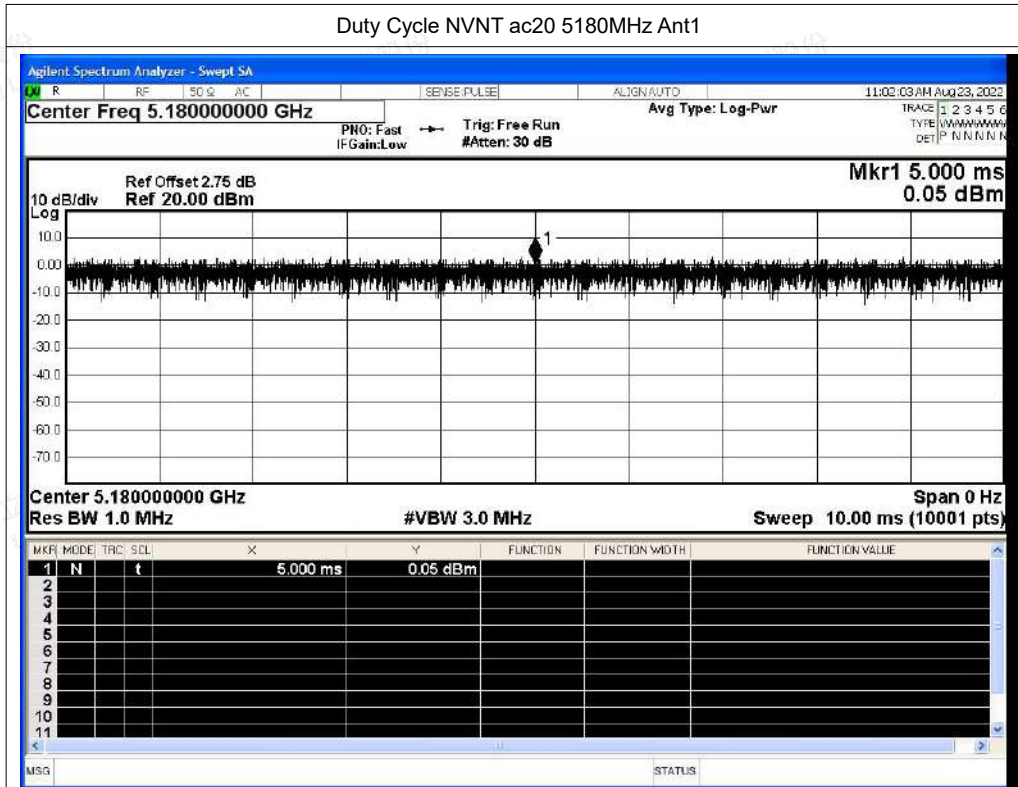 Duty Cycle NVNT ac20 5180MHz Ant1
Agilent Spectrum Analyzer - Swept SA
R RF 50 Ω AC SENSE:PULSE ALIGNAUTO 11:02:03 AM Aug 23, 2022
Center Freq 5.180000000 GHz Avg Type: Log-Pwr TRACE 1 2 3 4 5 6
PNO: Fast Trig: Free Run TYPE
IFGain:Low #Atten: 30 dB DET P N N N N N
Mkr1 5.000 ms
0.05 dBm
Ref Offset 2.75 dB
10 dB/div Ref 20.00 dBm
Log
10.0
1
0.00
-10.0
-20.0
-30.0
-40.0
-50.0
-60.0
-70.0
Center 5.180000000 GHz Span 0 Hz
Res BW 1.0 MHz #VBW 3.0 MHz Sweep 10.00 ms (10001 pts)
MKR MODE TRC SCL X Y FUNCTION FUNCTION WIDTH FUNCTION VALUE
1 N t 5.000 ms 0.05 dBm
2
3
4
5
6
7
8
9
10
11
MSG STATUS